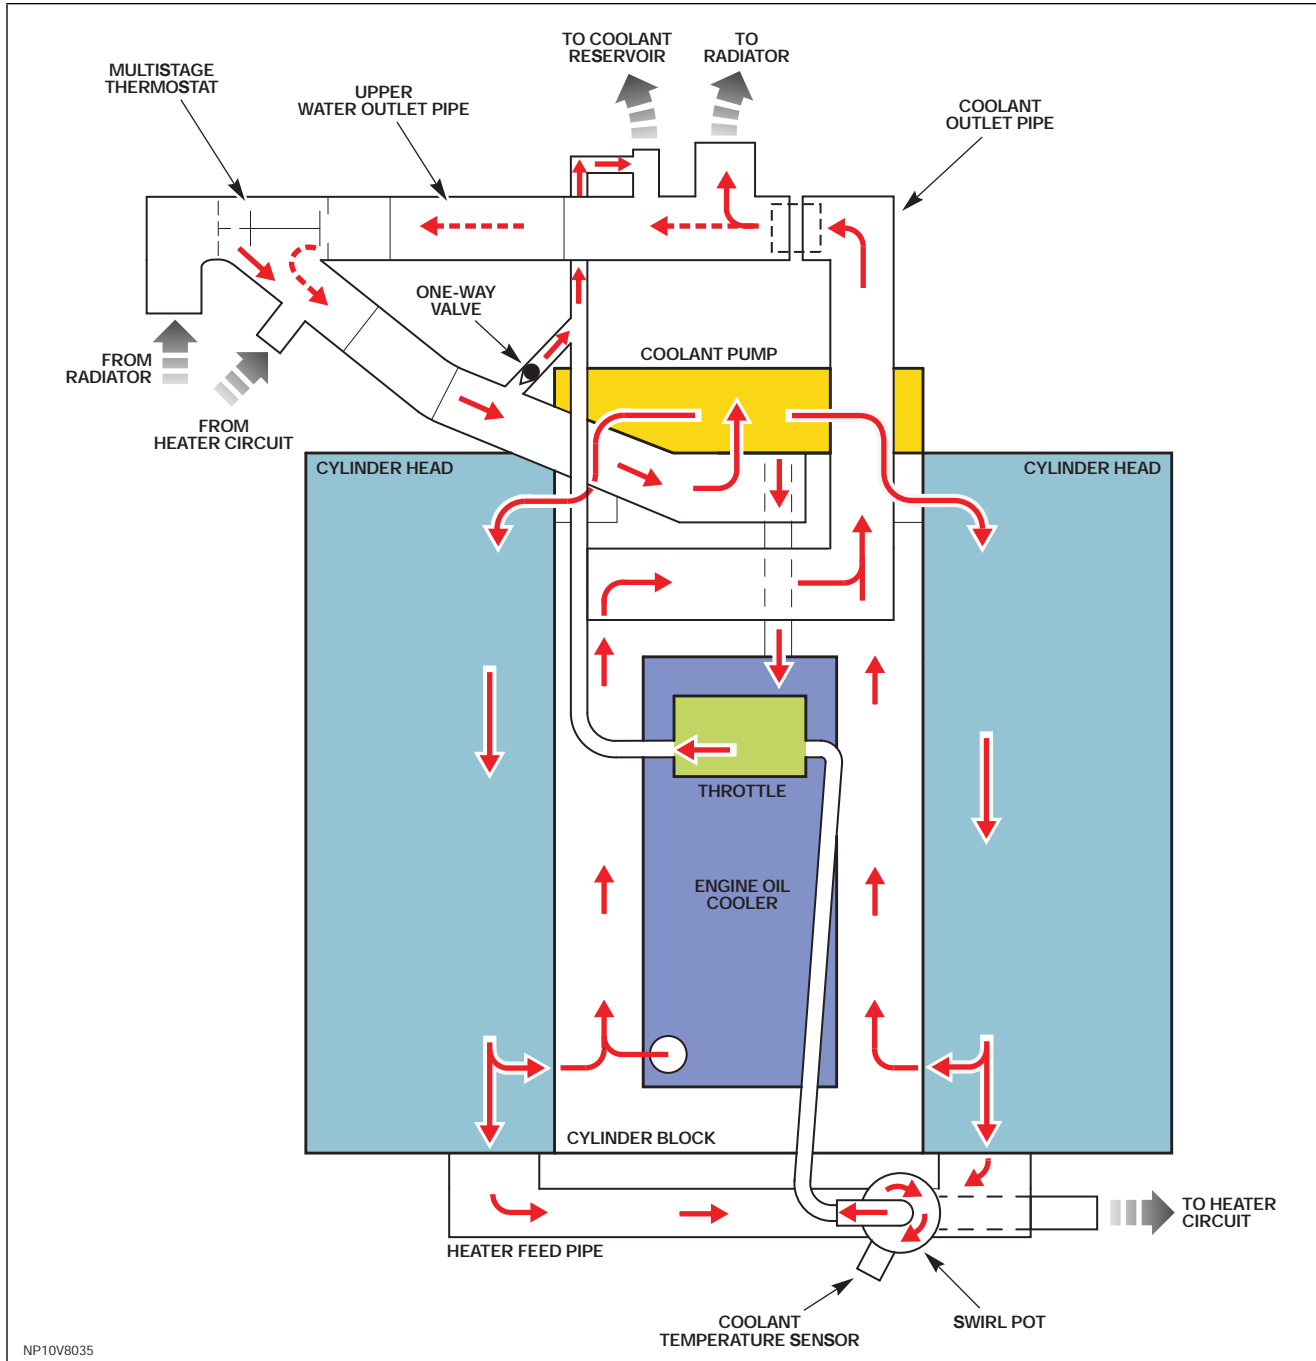 TO COOLANT
RESERVOIR
TO
RADIATOR
MULTISTAGE
THERMOSTAT
UPPER
WATER OUTLET PIPE
COOLANT
OUTLET PIPE
ONE-WAY
VALVE
COOLANT PUMP
FROM
RADIATOR
FROM
HEATER CIRCUIT
CYLINDER HEAD
CYLINDER HEAD
THROTTLE
ENGINE OIL
COOLER
CYLINDER BLOCK
HEATER FEED PIPE
TO HEATER
CIRCUIT
COOLANT
TEMPERATURE SENSOR
SWIRL POT
NP10V8035